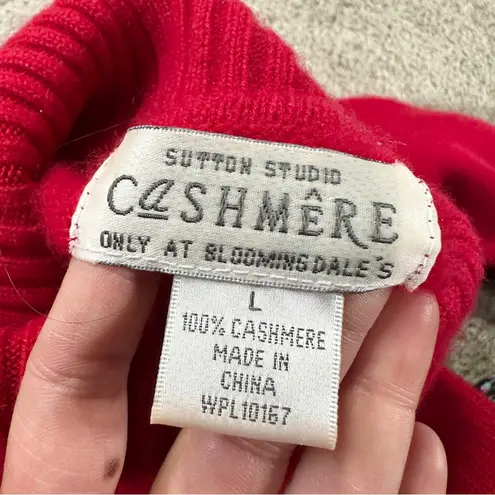 SUTTON STUDIO
CaSHMÊRE
ONLY AT BLOOMINGDALE'S
L
100% CASHMERE
MADE IN
CHINA
WPL10167